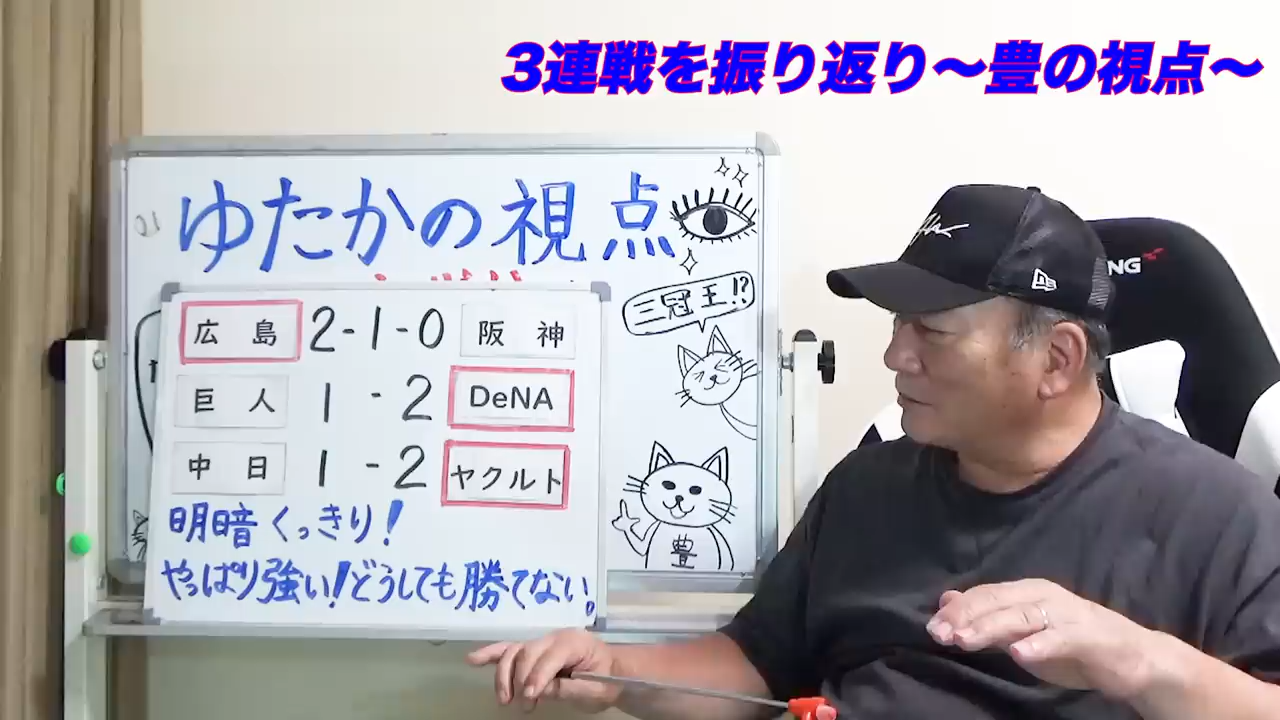 3連戦を振り返り〜豊の視点〜
ゆたかの視点
三冠王!?
広島 2-1-0 阪神
巨人 1-2 DeNA
中日 1-2 ヤクルト
明暗くっきり!
やっぱり強い!どうしても勝てない。
豊
NG